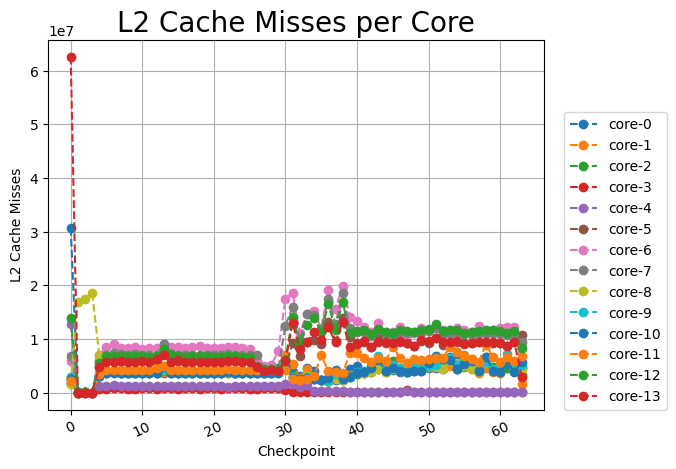 L2 Cache Misses per Core
1e7
6
5
4
3
2
1
0
L2 Cache Misses
0
10
20
30
40
50
60
Checkpoint
core-0
core-1
core-2
core-3
core-4
core-5
core-6
core-7
core-8
core-9
core-10
core-11
core-12
core-13